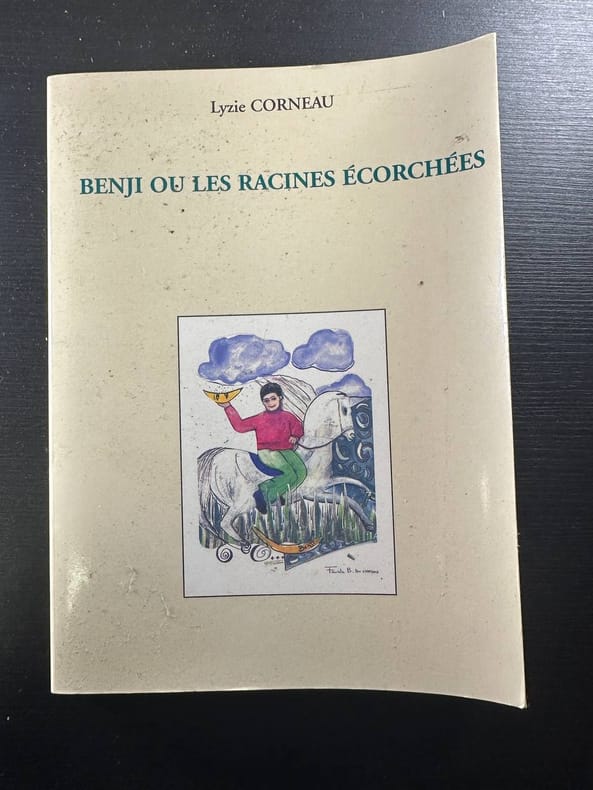 Lyzie CORNEAU
BENJI OU LES RACINES ÉCORCHÉES